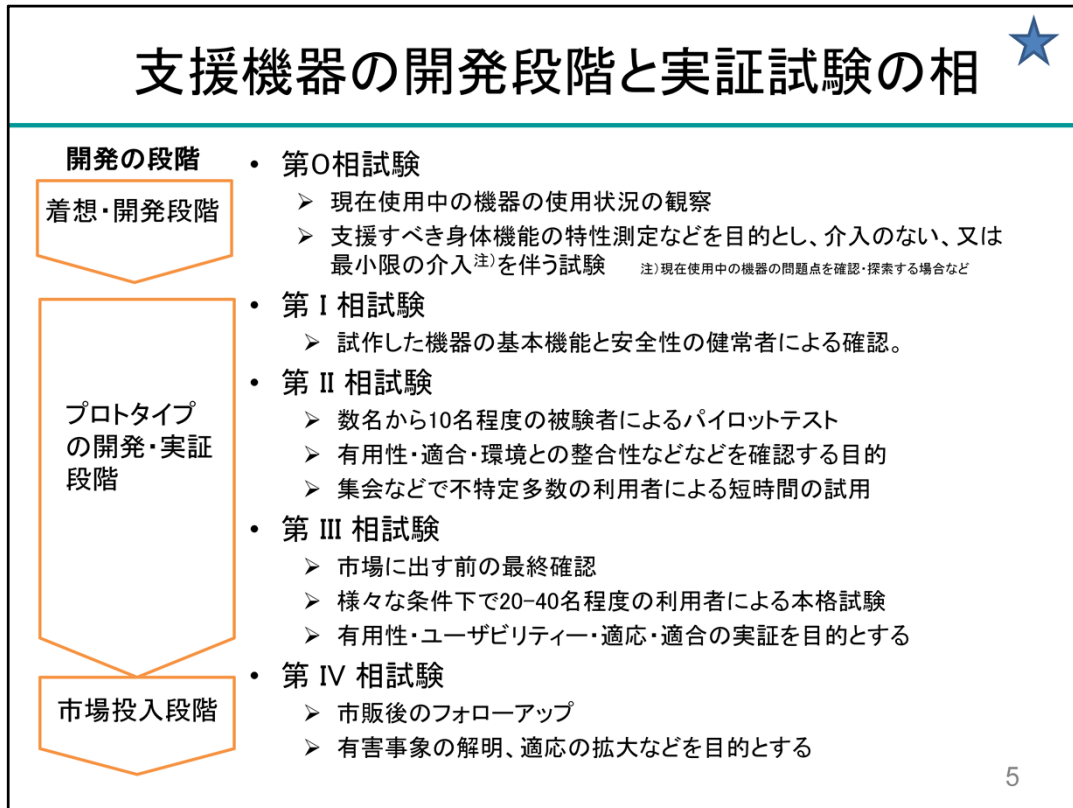 支援機器の開発段階と実証試験の相
開発の段階
着想・開発段階
• 第0相試験
➢ 現在使用中の機器の使用状況の観察
➢ 支援すべき身体機能の特性測定などを目的とし、介入のない、又は
最小限の介入注)を伴う試験 注)現在使用中の機器の問題点を確認・探索する場合など
プロトタイプ
の開発・実証
段階
• 第 I 相試験
➢ 試作した機器の基本機能と安全性の健常者による確認。
• 第 II 相試験
➢ 数名から10名程度の被験者によるパイロットテスト
➢ 有用性・適合・環境との整合性などなどを確認する目的
➢ 集会などで不特定多数の利用者による短時間の試用
• 第 III 相試験
➢ 市場に出す前の最終確認
➢ 様々な条件下で20-40名程度の利用者による本格試験
➢ 有用性・ユーザビリティー・適応・適合の実証を目的とする
市場投入段階
• 第 IV 相試験
➢ 市販後のフォローアップ
➢ 有害事象の解明、適応の拡大などを目的とする
5